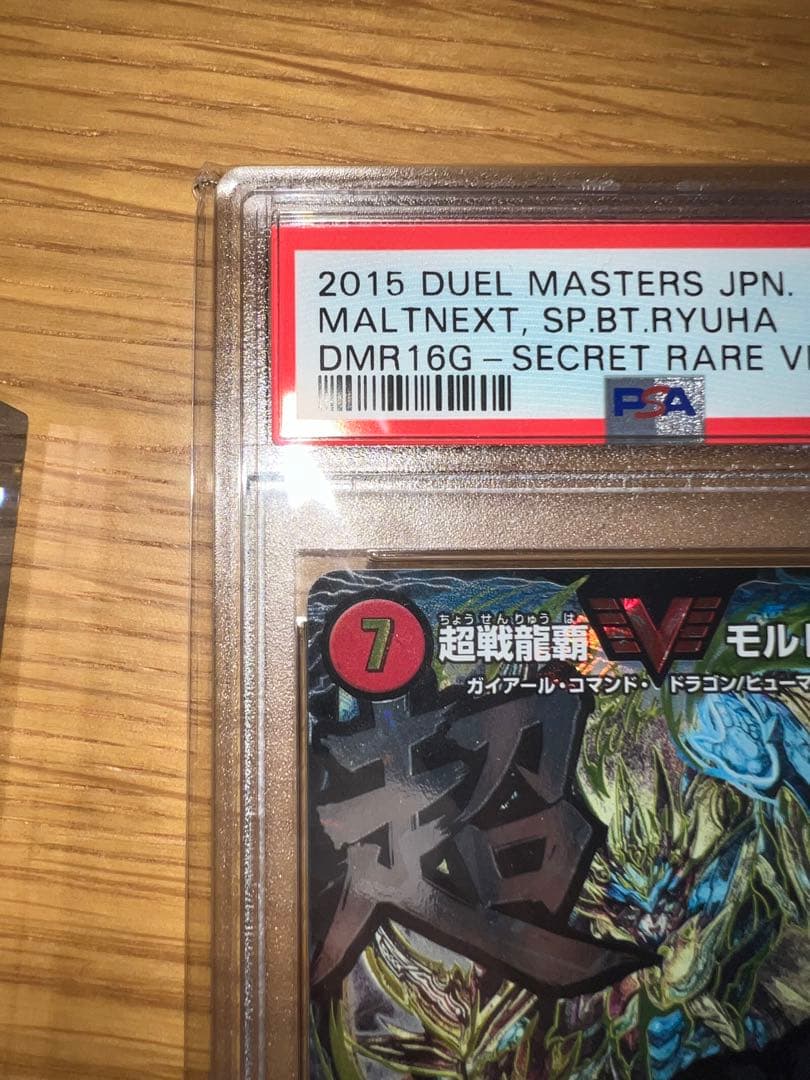 2015 DUEL MASTERS JPN.
MALTNEXT, SP.BT.RYUHA
DMR16G-SECRET RARE
PSA
7
ちょう せん りゅう は
超戦龍覇 V モルト
ガイアール・コマンド・ ドラゴン/ヒューマ
超